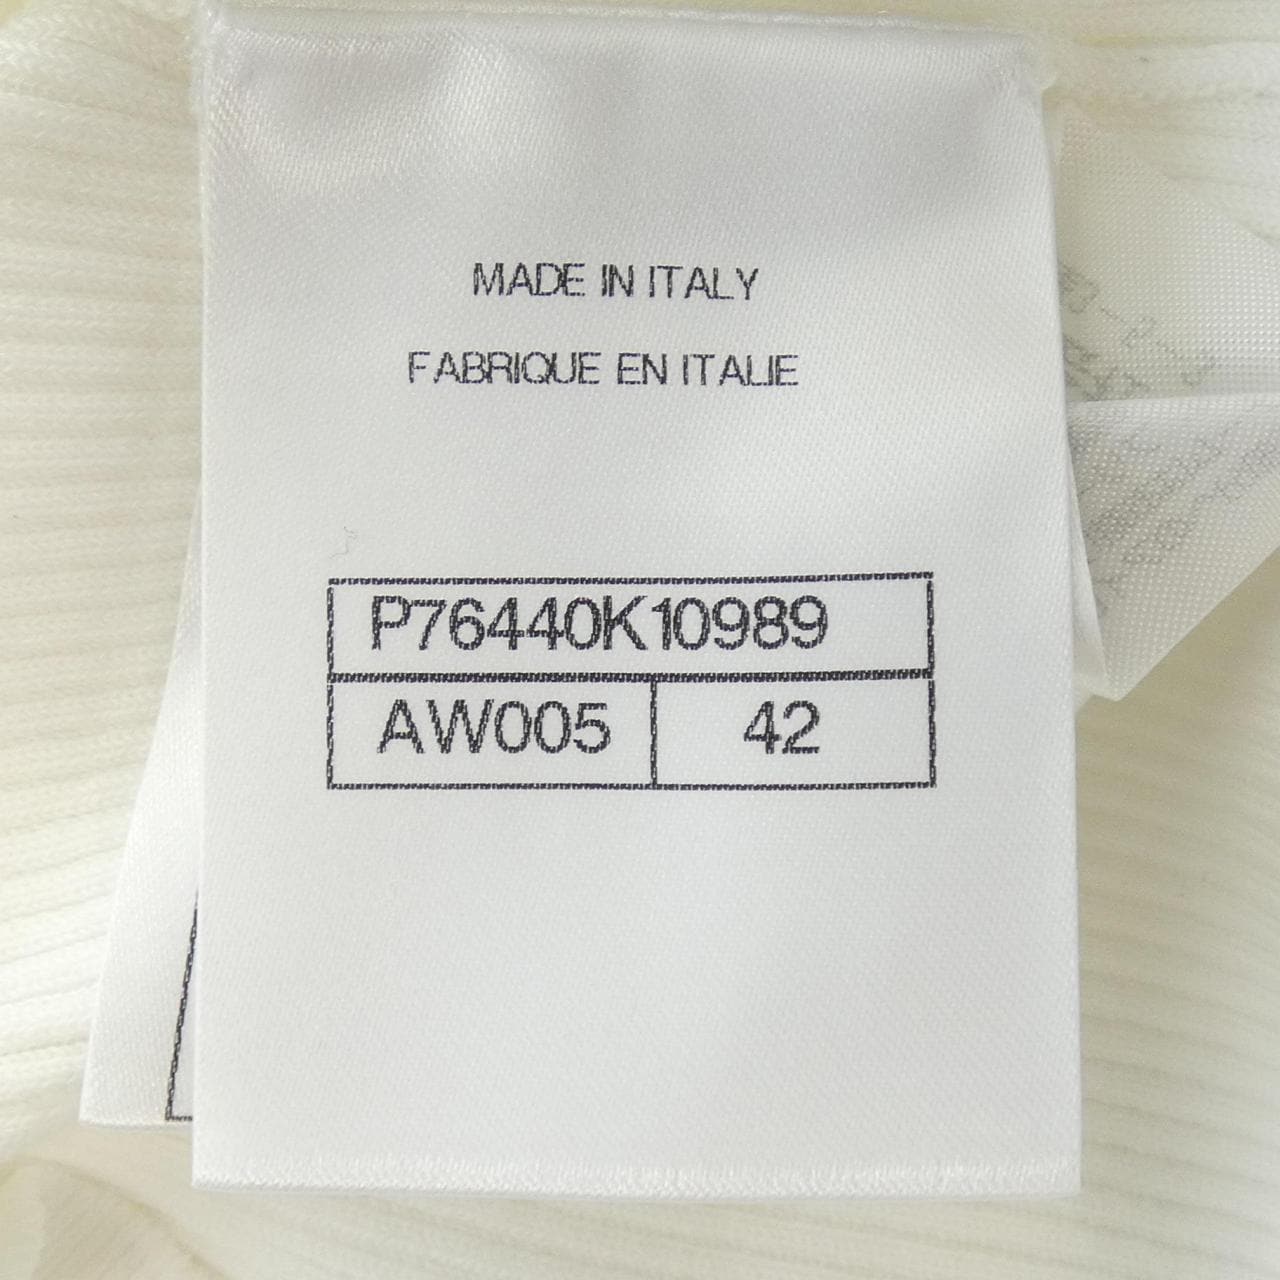 MADE IN ITALY
FABRIQUE EN ITALIE
P76440K10989
AW005 42